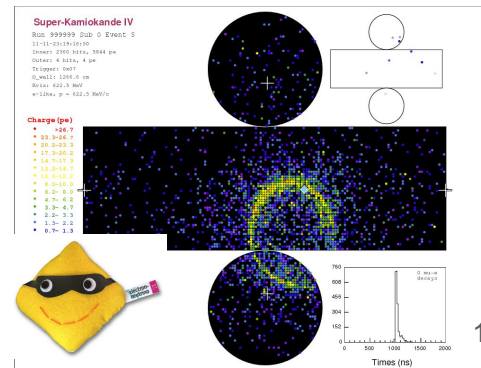 Super-Kamiokande IV
Run 999999 Sub 0 Event 5
11-11-23:19:16:50
Inner: 2380 hits, 5044 pe
Outer: 4 hits, 4 pe
Trigger: 0x07
D_wall: 1266.6 cm
Evis: 622.5 MeV
e-like, p = 622.5 MeV/c
Charge (pe)
>26.7
23.3-26.7
20.2-23.3
17.3-20.2
14.7-17.3
12.2-14.7
10.0-12.2
8.0-10.0
6.2- 8.0
4.7- 6.2
3.3- 4.7
2.2- 3.3
1.3- 2.2
0.7- 1.3
electron-
neutrino
0 mu-e
decays
760
608
456
304
152
0
0 500 1000 1500 2000
Times (ns)
1